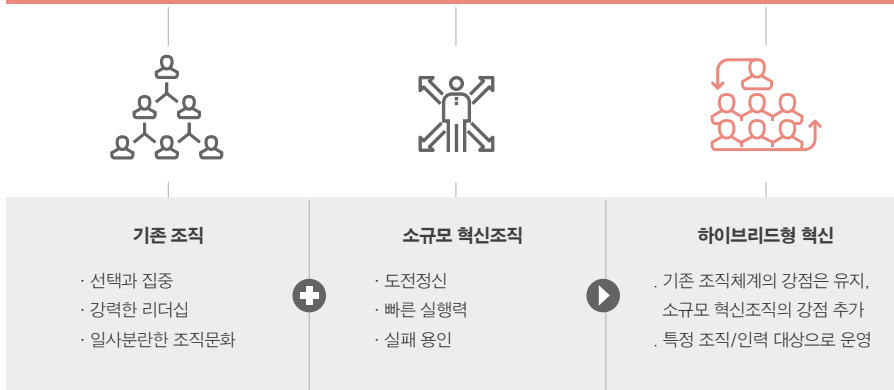 기존 조직
· 선택과 집중
· 강력한 리더십
· 일사분란한 조직문화
소규모 혁신조직
· 도전정신
· 빠른 실행력
· 실패 용인
하이브리드형 혁신
. 기존 조직체계의 강점은 유지,
소규모 혁신조직의 강점 추가
. 특정 조직/인력 대상으로 운영